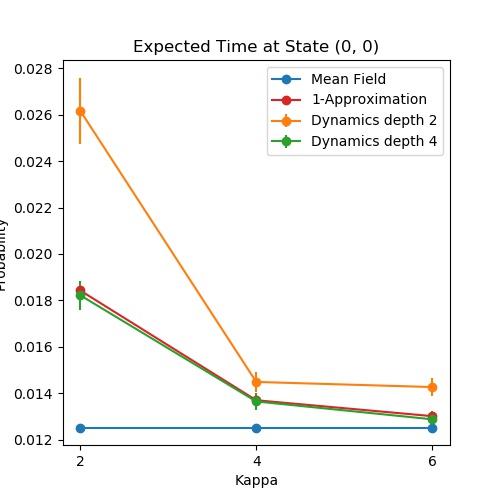 Expected Time at State (0, 0)
Mean Field
1-Approximation
Dynamics depth 2
Dynamics depth 4
0.028
0.026
0.024
0.022
0.020
0.018
0.016
0.014
0.012
Probability
2
4
6
Kappa